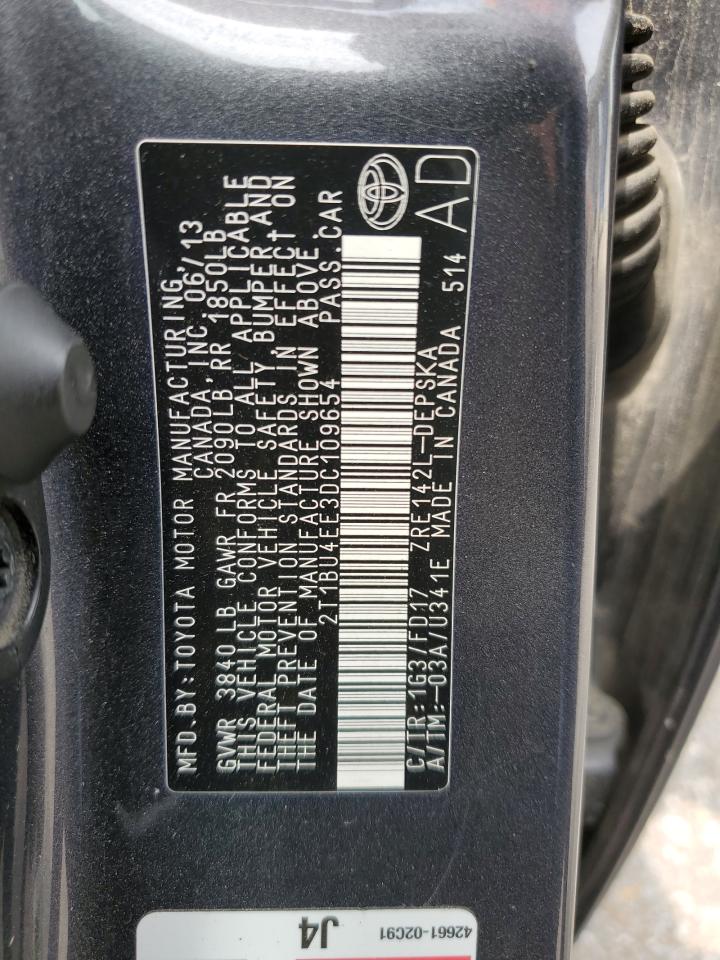 MFD.BY:TOYOTA MOTOR MANUFACTURING,
CANADA, INC. 06/13
GVWR 3840LB GAWR FR 2090LB RR 1850LB
THIS VEHICLE CONFORMS TO ALL APPLICABLE
FEDERAL MOTOR VEHICLE SAFETY, BUMPER, AND
THEFT PREVENTION STANDARDS IN EFFECT ON
THE DATE OF MANUFACTURE SHOWN ABOVE.
2T1BU4EE3DC109654 PASS.CAR
C/TR:1G3/FD17 ZRE142L-DEPSKA
A/TM:-03A/U341E MADE IN CANADA 514
AD
J4
42661-02C91